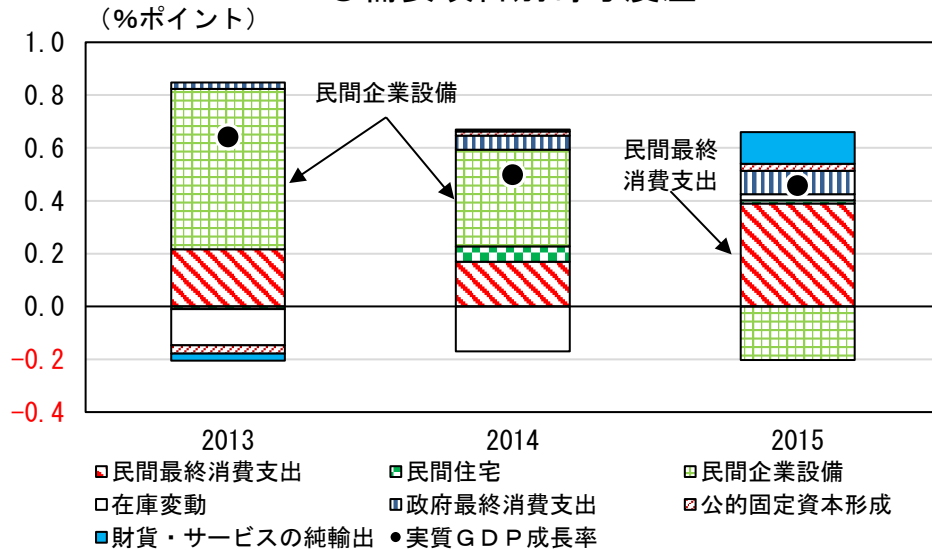 （%ポイント）
1.0
0.8
0.6
0.4
0.2
0.0
-0.2
-0.4
民間企業設備
民間最終
消費支出
2013 2014 2015
民間最終消費支出 民間住宅 民間企業設備
在庫変動 政府最終消費支出 公的固定資本形成
財貨・サービスの純輸出 実質ＧＤＰ成長率